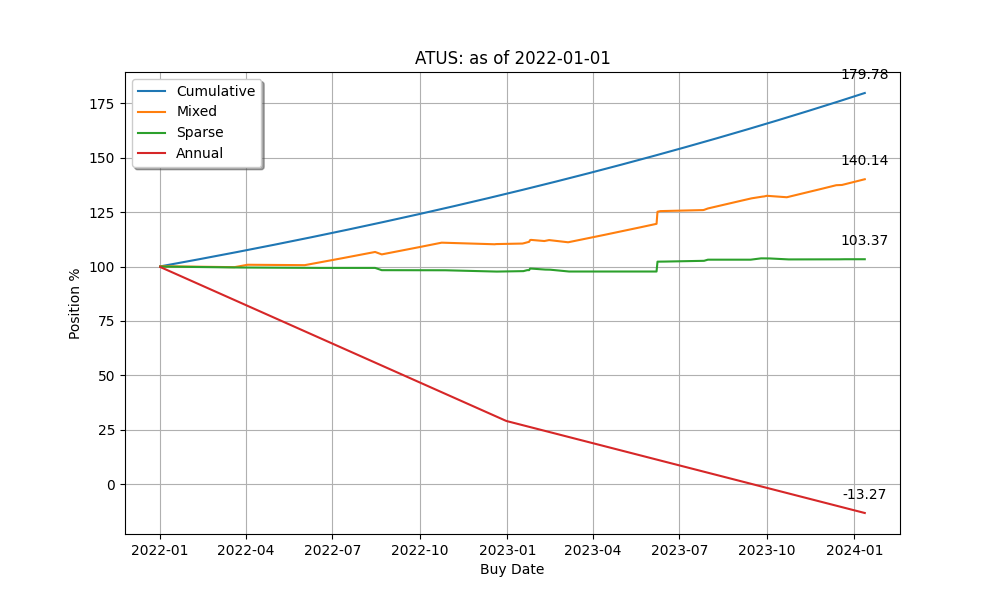 ATUS: as of 2022-01-01
179.78
Cumulative
Mixed
Sparse
Annual
140.14
103.37
-13.27
175
150
125
100
75
50
25
0
Position %
2022-01 2022-04 2022-07 2022-10 2023-01 2023-04 2023-07 2023-10 2024-01
Buy Date